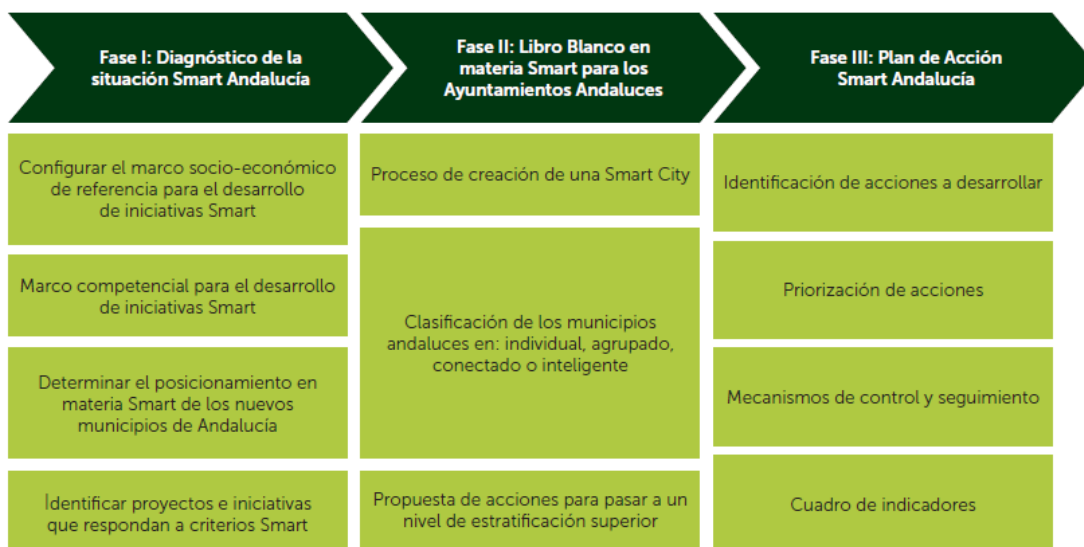 Fase I: Diagnóstico de la
situación Smart Andalucía
Fase II: Libro Blanco en
materia Smart para los
Ayuntamientos Andaluces
Fase III: Plan de Acción
Smart Andalucía
Configurar el marco socio-económico
de referencia para el desarrollo
de iniciativas Smart
Marco competencial para el desarrollo
de iniciativas Smart
Determinar el posicionamiento en
materia Smart de los nuevos
municipios de Andalucía
Identificar proyectos e iniciativas
que respondan a criterios Smart
Proceso de creación de una Smart City
Clasificación de los municipios
andaluces en: individual, agrupado,
conectado o inteligente
Propuesta de acciones para pasar a un
nivel de estratificación superior
Identificación de acciones a desarrollar
Priorización de acciones
Mecanismos de control y seguimiento
Cuadro de indicadores